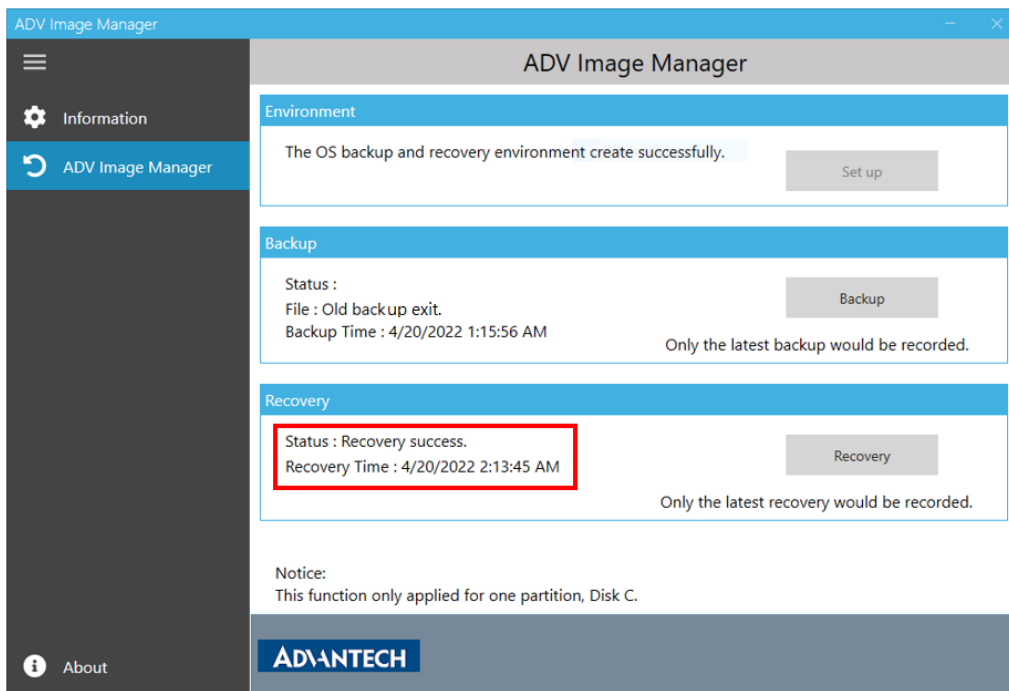 ADV Image Manager
ADV Image Manager
Information
ADV Image Manager
Environment
The OS backup and recovery environment create successfully.
Set up
Backup
Status :
File : Old backup exit.
Backup Time : 4/20/2022 1:15:56 AM
Backup
Only the latest backup would be recorded.
Recovery
Status : Recovery success.
Recovery Time : 4/20/2022 2:13:45 AM
Recovery
Only the latest recovery would be recorded.
Notice:
This function only applied for one partition, Disk C.
About
ADVANTECH